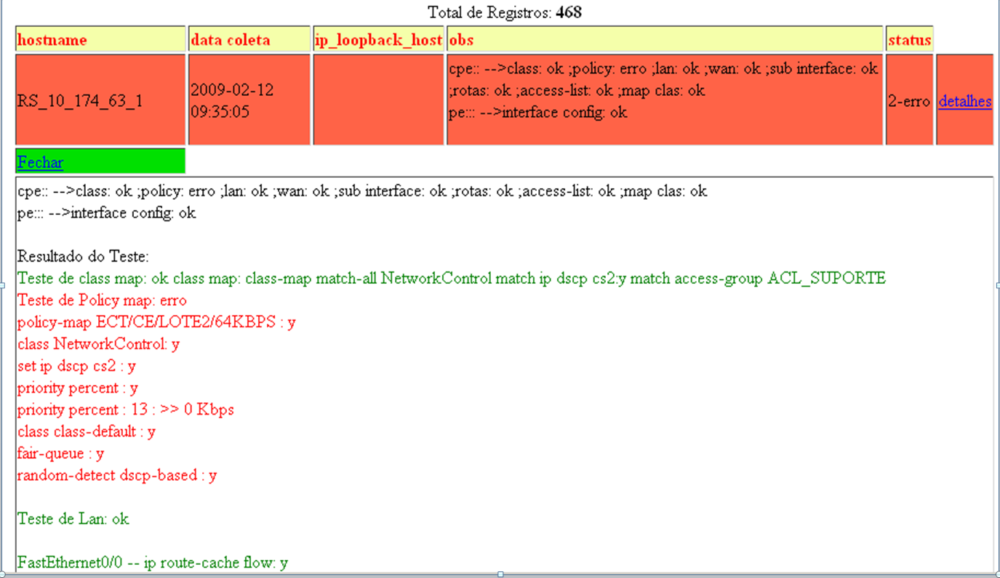 Total de Registros: 468
hostname data coleta ip_loopback_host obs status
RS_10_174_63_1
2009-02-12
09:35:05
cpe:: -->class: ok ;policy: erro ;lan: ok ;wan: ok ;sub interface: ok
;rotas: ok ;access-list: ok ;map clas: ok
pe::: -->interface config: ok
2-erro
detalhes
Fechar
cpe:: -->class: ok ;policy: erro ;lan: ok ;wan: ok ;sub interface: ok ;rotas: ok ;access-list: ok ;map clas: ok
pe::: -->interface config: ok
Resultado do Teste:
Teste de class map: ok class map: class-map match-all NetworkControl match ip dscp cs2:y match access-group ACL_SUPORTE
Teste de Policy map: erro
policy-map ECT/CE/LOTE2/64KBPS : y
class NetworkControl: y
set ip dscp cs2 : y
priority percent : y
priority percent : 13 : >> 0 Kbps
class class-default : y
fair-queue : y
random-detect dscp-based : y
Teste de Lan: ok
FastEthernet0/0 -- ip route-cache flow: y